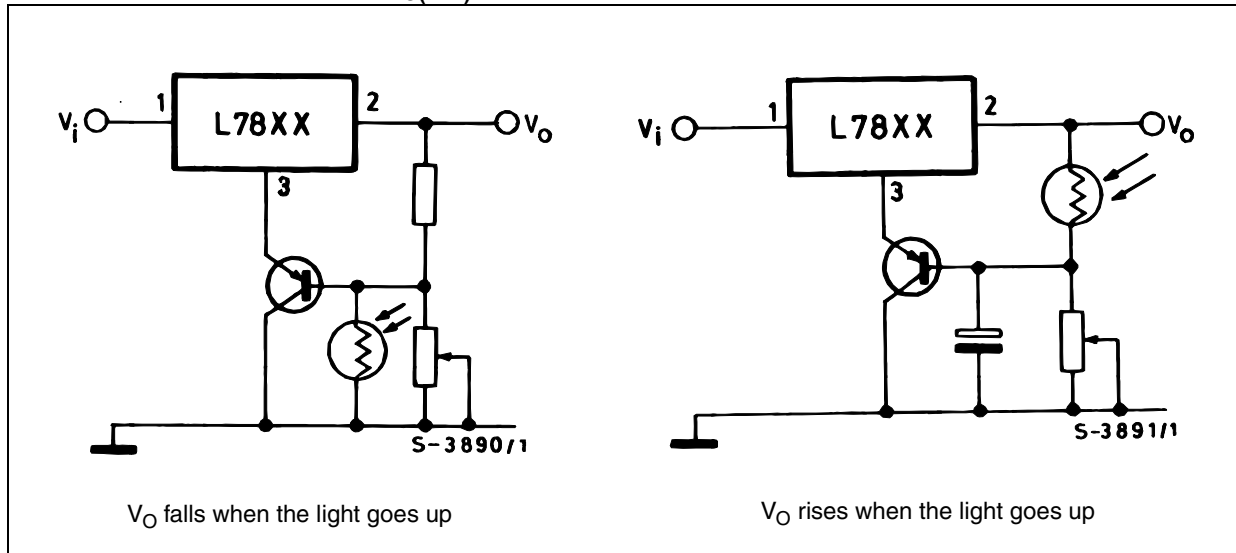 1 L78XX 2
Vi Vo
3
S-3890/1
VO falls when the light goes up
1 L78XX 2
Vi Vo
3
S-3891/1
VO rises when the light goes up